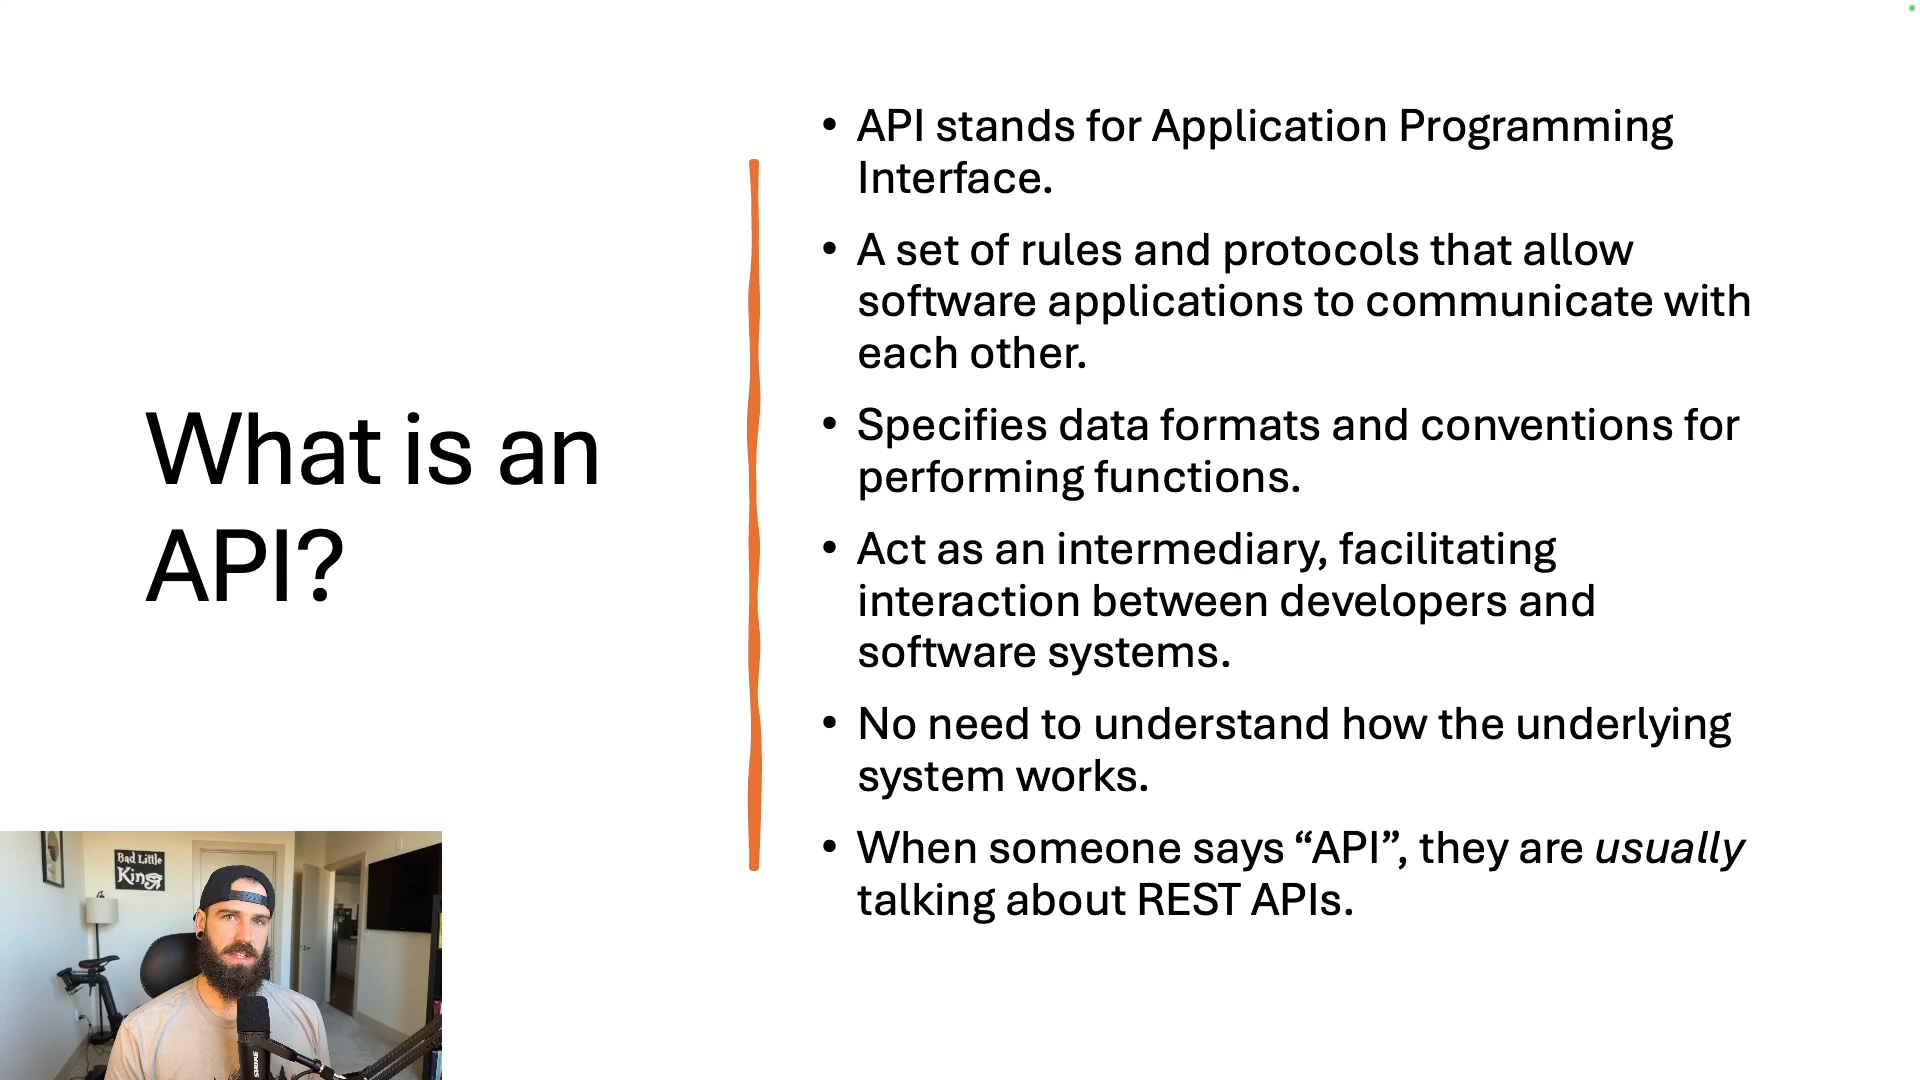 What is an
API?
• API stands for Application Programming
Interface.
• A set of rules and protocols that allow
software applications to communicate with
each other.
• Specifies data formats and conventions for
performing functions.
• Act as an intermediary, facilitating
interaction between developers and
software systems.
• No need to understand how the underlying
system works.
• When someone says “API”, they are usually
talking about REST APIs.
Bad Little
King
SHURE